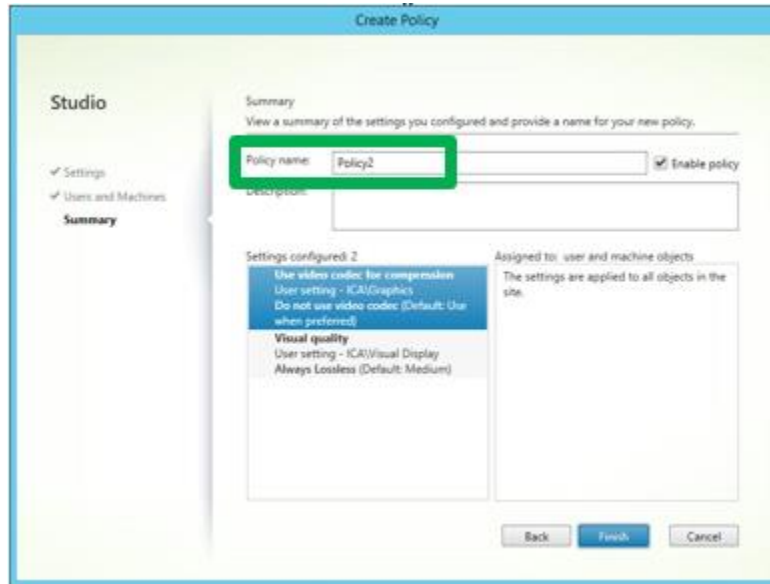 Create Policy
Studio
Settings
Users and Machines
Summary
Summary
View a summary of the settings you configured and provide a name for your new policy.
Policy name: Policy2
Enable policy
Description:
Settings configured: 2
Use video codec for compression
User setting - ICA\Graphics
Do not use video codec (Default: Use
when preferred)
Visual quality
User setting - ICA\Visual Display
Always Lossless (Default: Medium)
Assigned to: user and machine objects
The settings are applied to all objects in the
site.
Back
Finish
Cancel